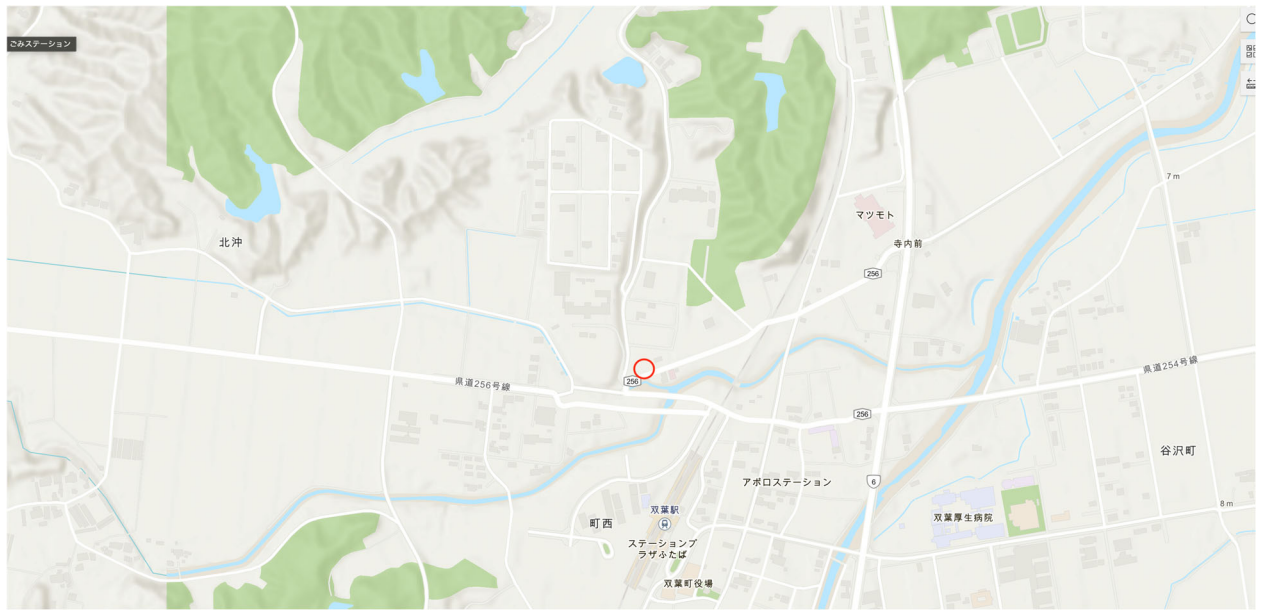 ごみステーション
7 m
マツモト
北沖
寺内前
256
県道254号線
256
県道256号線
256
谷沢町
アポロステーション
6
8 m
双葉駅
双葉厚生病院
町西
ステーションプ
ラザふたば
双葉町役場